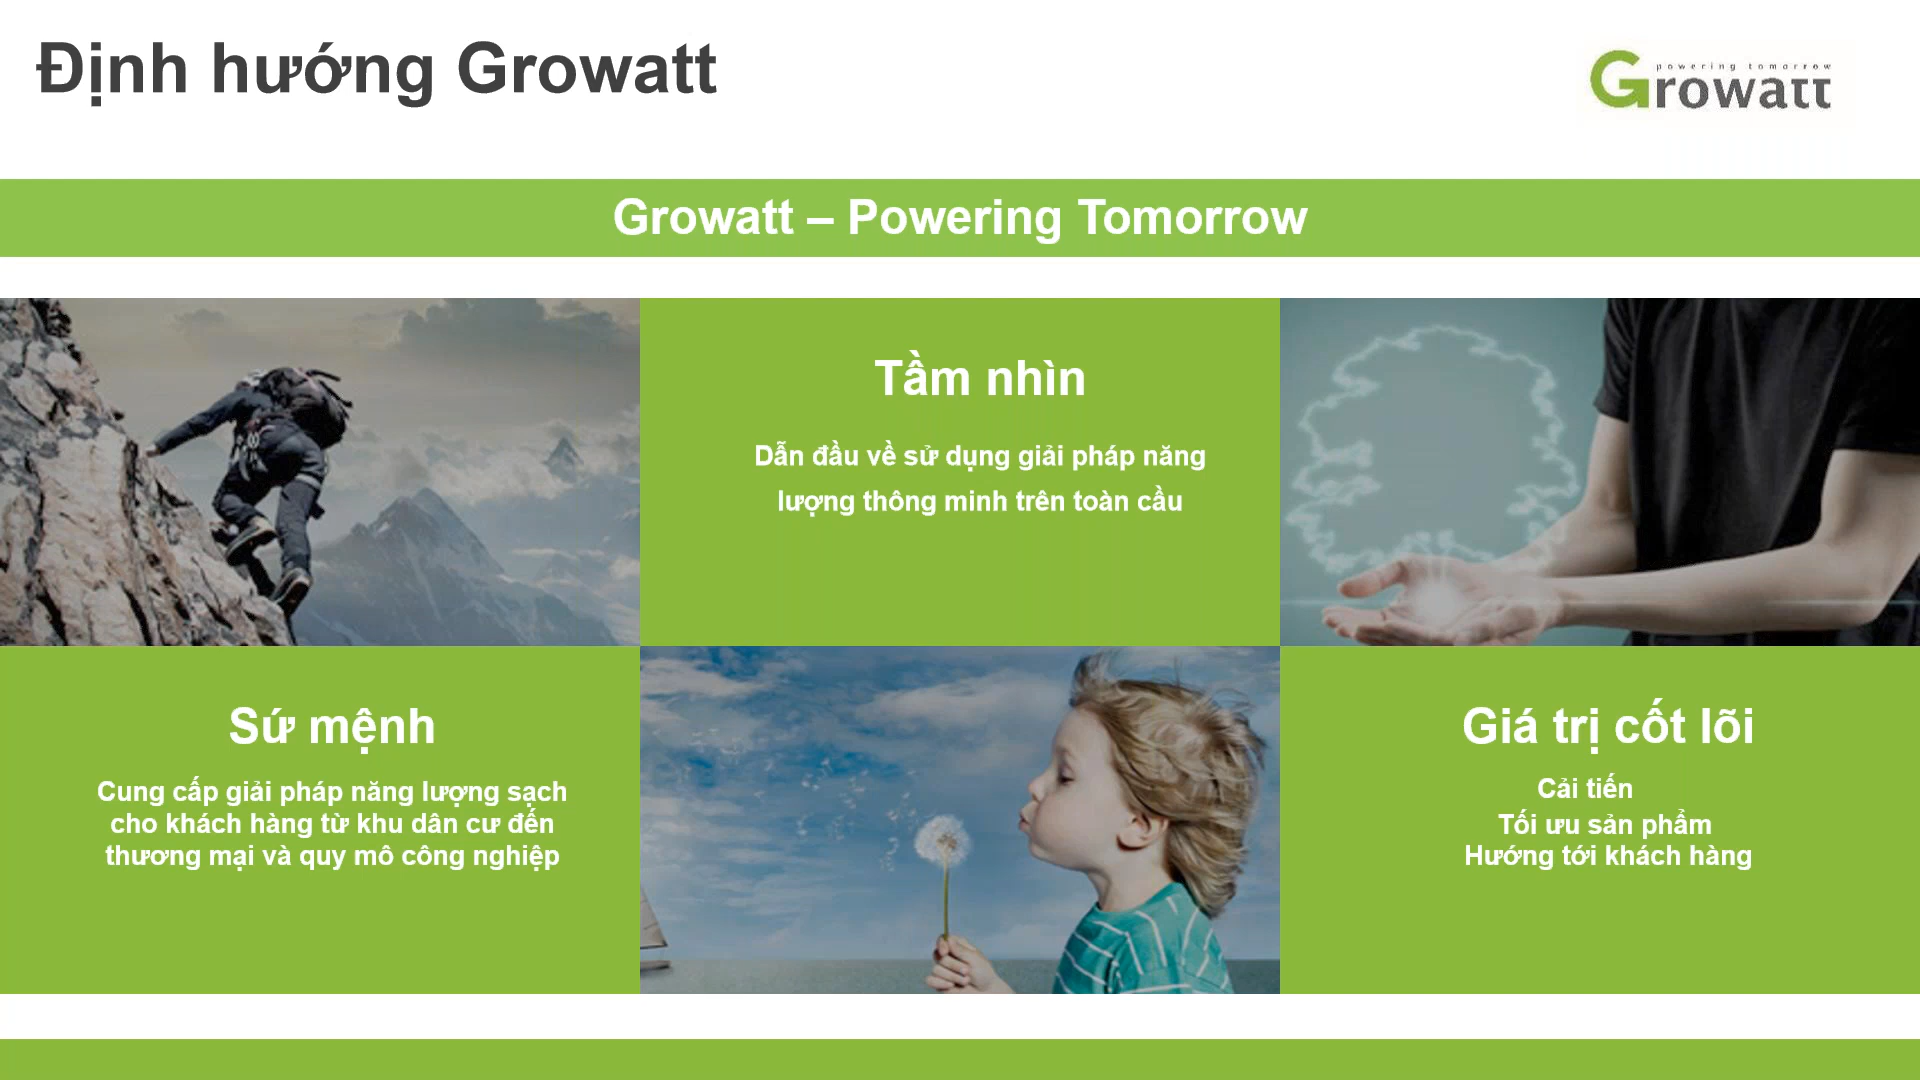 Định hướng Growatt
powering tomorrow
Growatt
Growatt – Powering Tomorrow
Tầm nhìn
Dẫn đầu về sử dụng giải pháp năng
lượng thông minh trên toàn cầu
Sứ mệnh
Cung cấp giải pháp năng lượng sạch
cho khách hàng từ khu dân cư đến
thương mại và quy mô công nghiệp
Giá trị cốt lõi
Cải tiến
Tối ưu sản phẩm
Hướng tới khách hàng